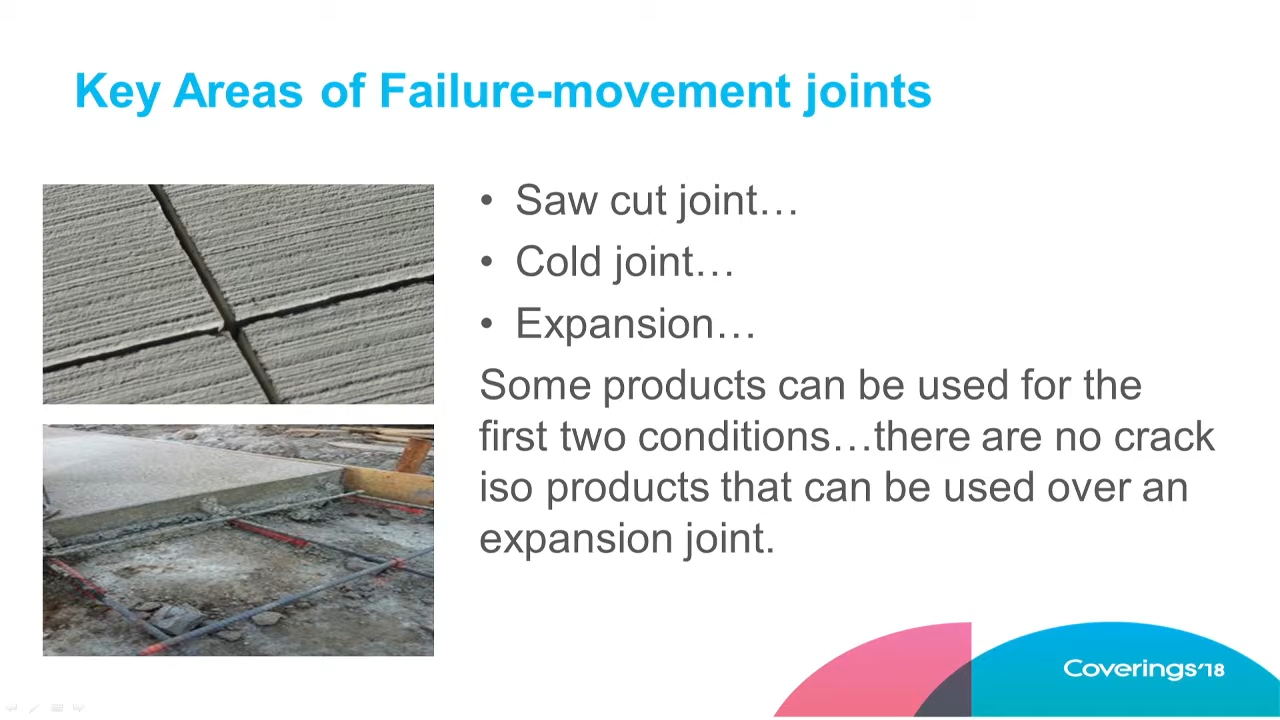 Key Areas of Failure-movement joints
• Saw cut joint…
• Cold joint…
• Expansion…
Some products can be used for the
first two conditions…there are no crack
iso products that can be used over an
expansion joint.
Coverings'18